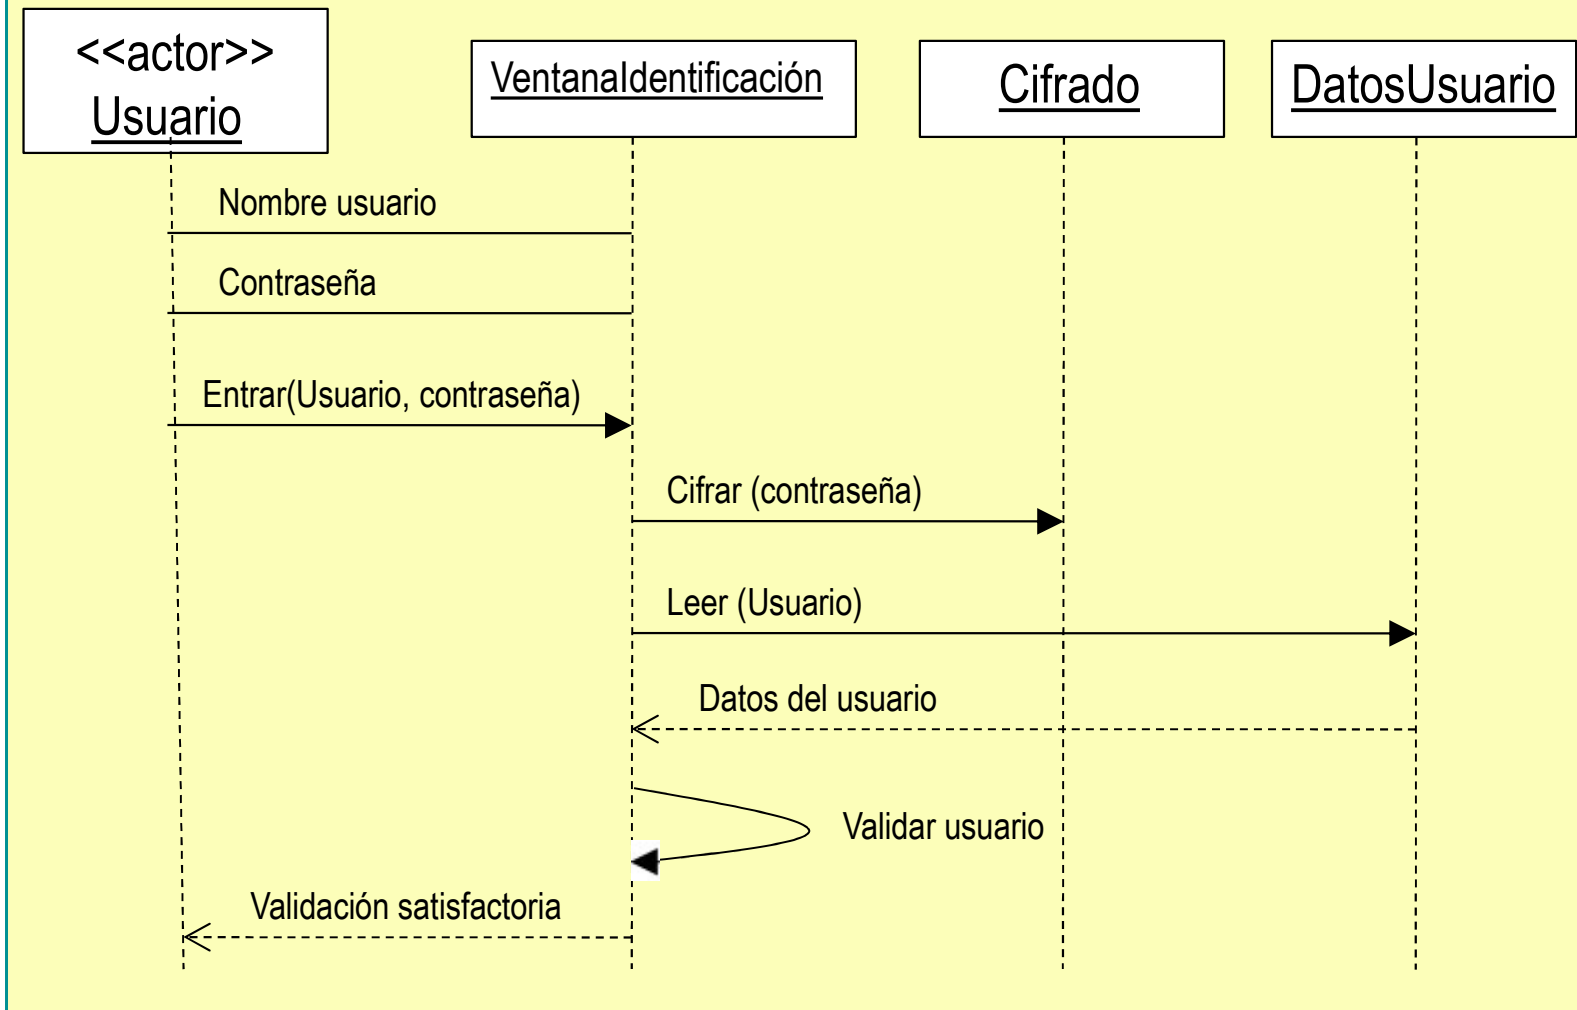 <<actor>>
Usuario
VentanaIdentificación
Cifrado
DatosUsuario
Nombre usuario
Contraseña
Entrar(Usuario, contraseña)
Cifrar (contraseña)
Leer (Usuario)
Datos del usuario
Validar usuario
Validación satisfactoria